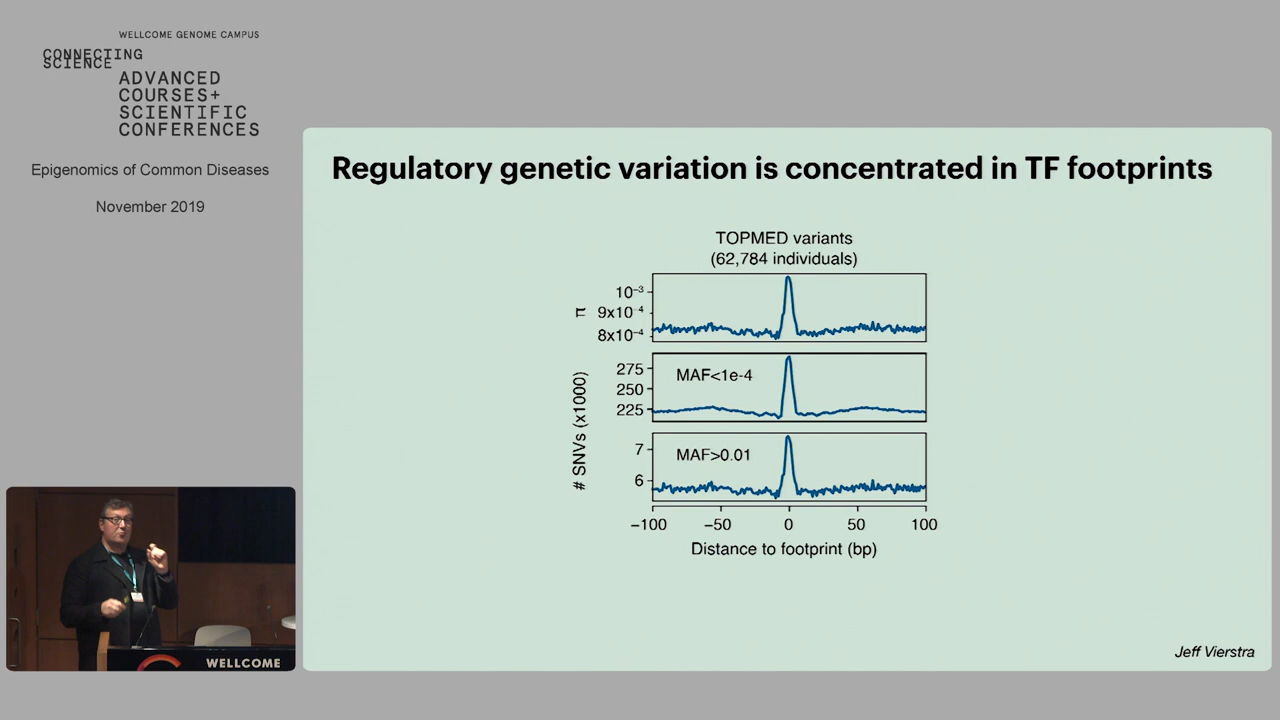 WELLCOME GENOME CAMPUS
CONNECTING
SCIENCE
ADVANCED
COURSES+
SCIENTIFIC
CONFERENCES
Epigenomics of Common Diseases
November 2019
Regulatory genetic variation is concentrated in TF footprints
TOPMED variants
(62,784 individuals)
π
10⁻³
9x10⁻⁴
8x10⁻⁴
# SNVs (x1000)
275
250
225
MAF<1e-4
7
6
MAF>0.01
−100 −50 0 50 100
Distance to footprint (bp)
Jeff Vierstra
WELLCOME